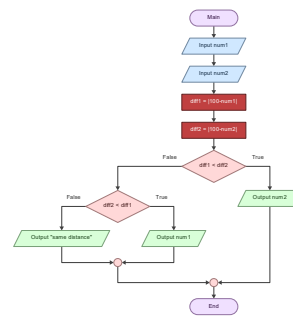 Main
Input num1
Input num2
diff1 = |100-num1|
diff2 = |100-num2|
False
True
diff1 < diff2
False
True
Output num2
diff2 < diff1
Output "same distance"
Output num1
End